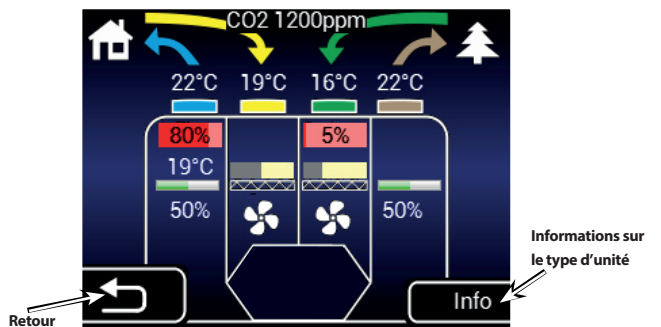 CO2 1200ppm
22°C 19°C 16°C 22°C
80% 5%
19°C
50% 50%
Informations sur
le type d'unité
Info
Retour